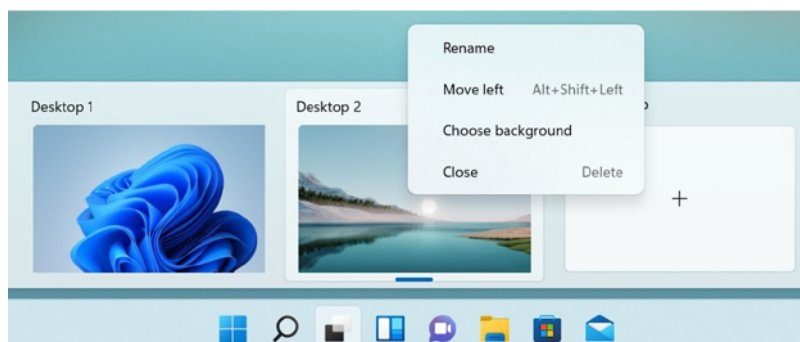 Rename
Move left Alt+Shift+Left
Desktop 1
Desktop 2
Choose background
Close Delete